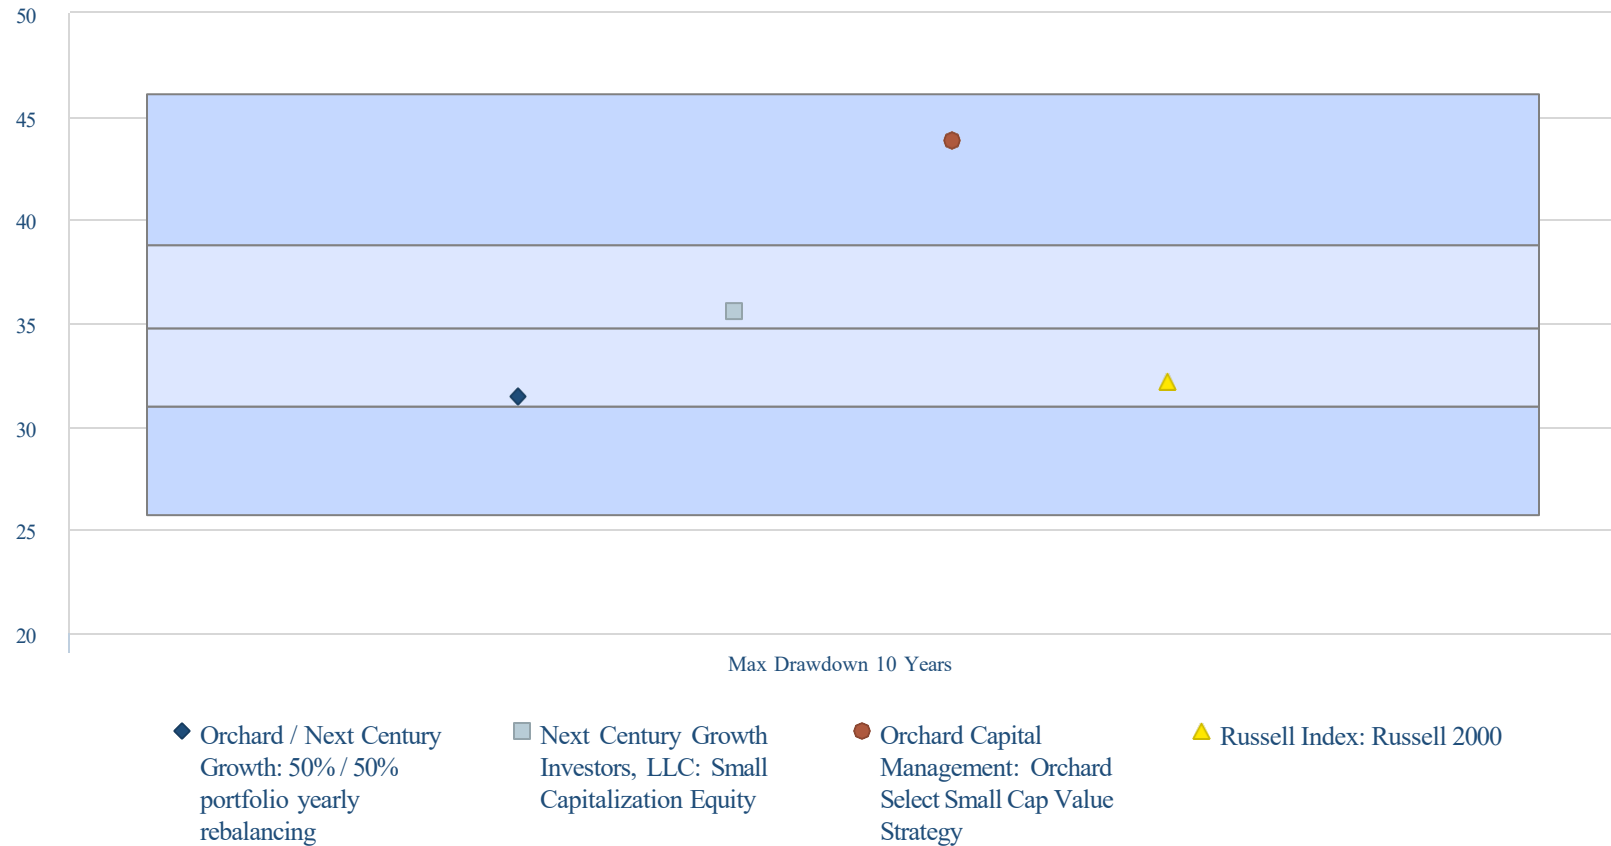 50
45
40
35
30
25
20
Max Drawdown 10 Years
Orchard / Next Century
Growth: 50% / 50%
portfolio yearly
rebalancing
Next Century Growth
Investors, LLC: Small
Capitalization Equity
Orchard Capital
Management: Orchard
Select Small Cap Value
Strategy
Russell Index: Russell 2000